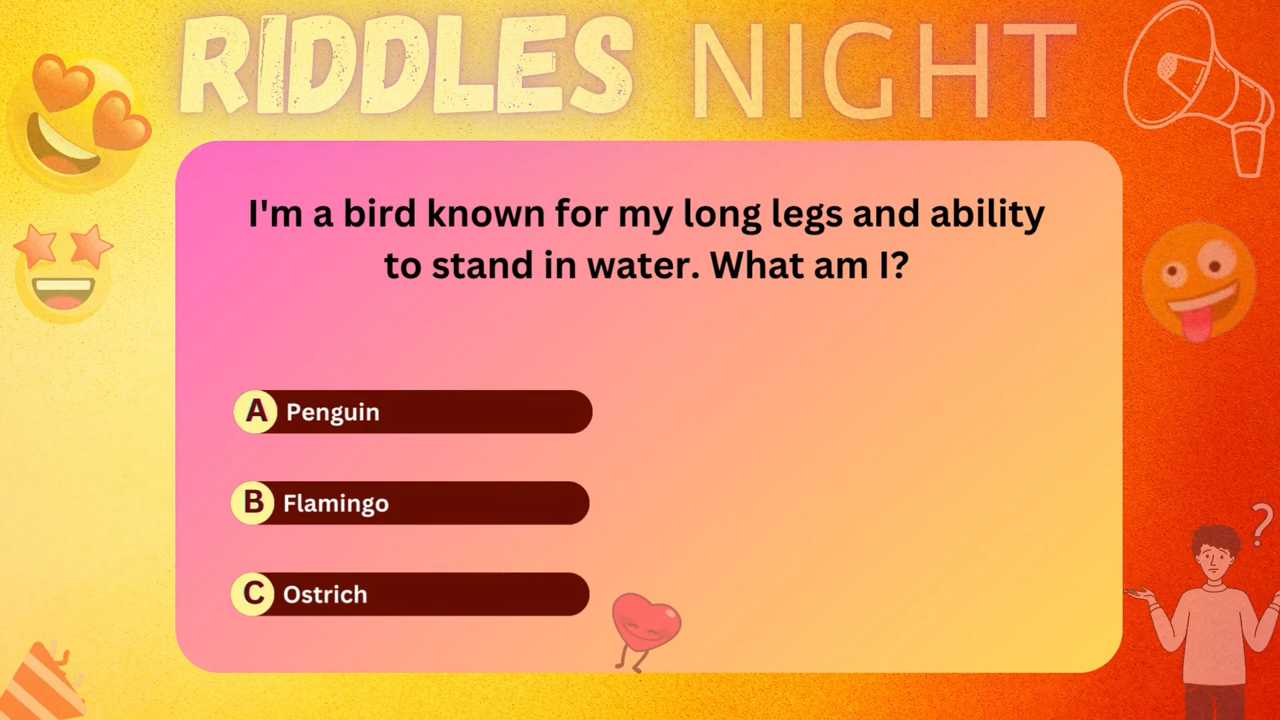 RIDDLES NIGHT
I'm a bird known for my long legs and ability
to stand in water. What am I?
A Penguin
B Flamingo
C Ostrich
?